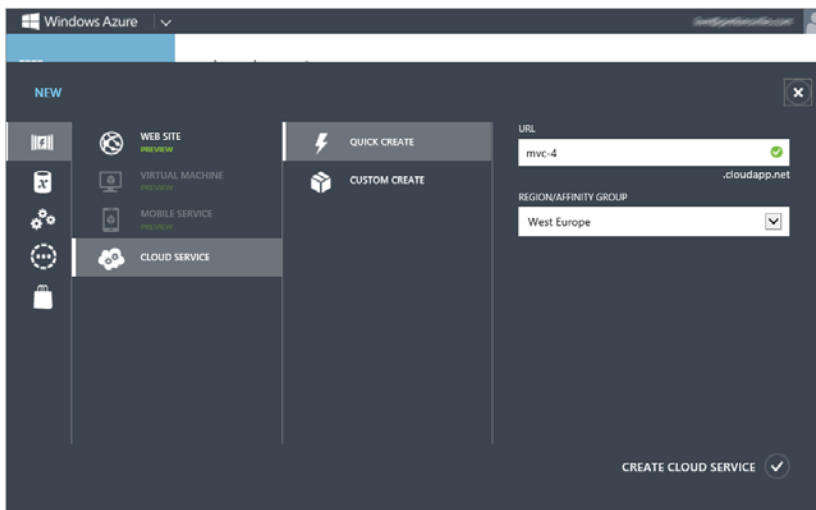 Windows Azure
NEW
WEB SITE
PREVIEW
VIRTUAL MACHINE
PREVIEW
MOBILE SERVICE
PREVIEW
CLOUD SERVICE
QUICK CREATE
CUSTOM CREATE
URL
mvc-4
.cloudapp.net
REGION/AFFINITY GROUP
West Europe
CREATE CLOUD SERVICE